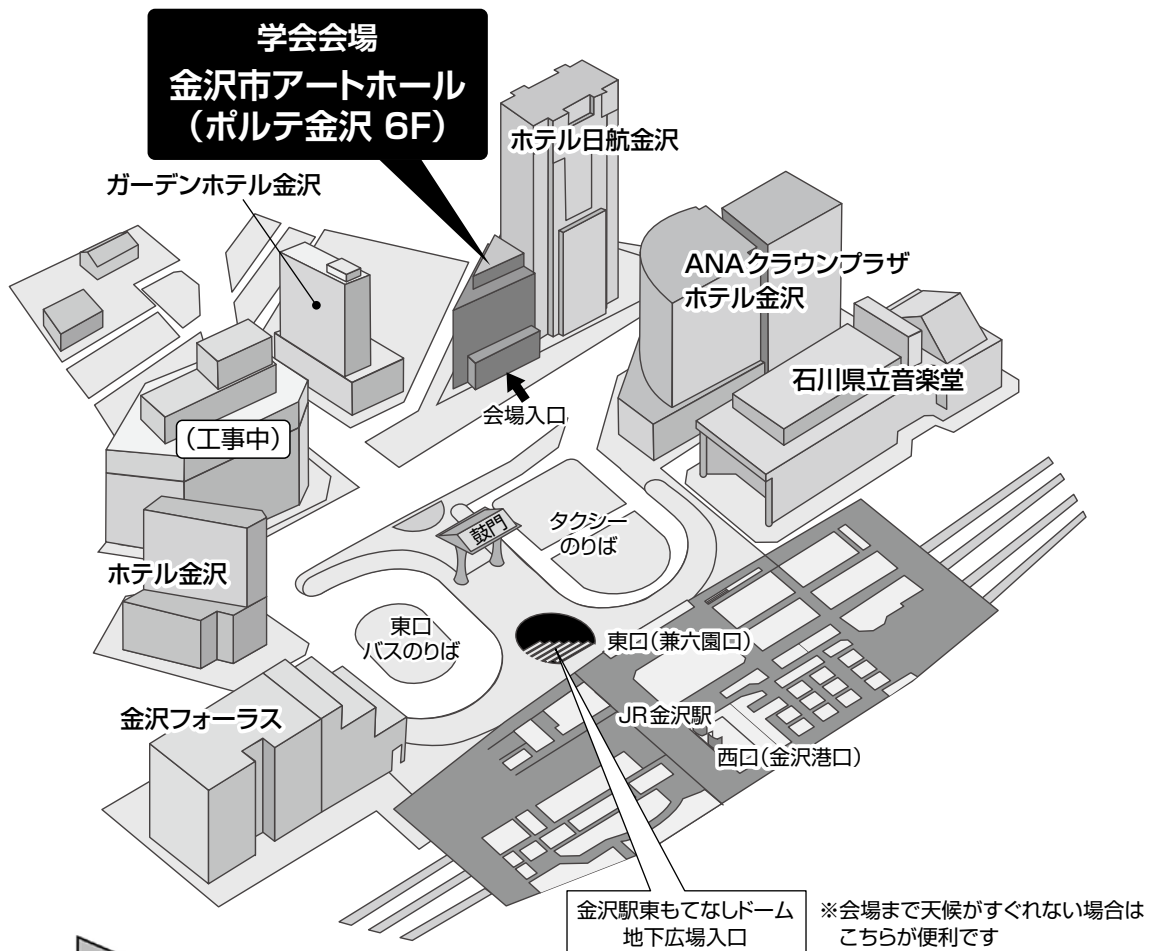 学会会場
金沢市アートホール
（ポルテ金沢 6F）
ホテル日航金沢
ガーデンホテル金沢
ANAクラウンプラザ
ホテル金沢
石川県立音楽堂
会場入口
（工事中）
鼓門
タクシー
のりば
ホテル金沢
東口
バスのりば
東口（兼六園口）
金沢フォーラス
JR金沢駅
西口（金沢港口）
金沢駅東もてなしドーム
地下広場入口
※会場まで天候がすぐれない場合は
こちらが便利です